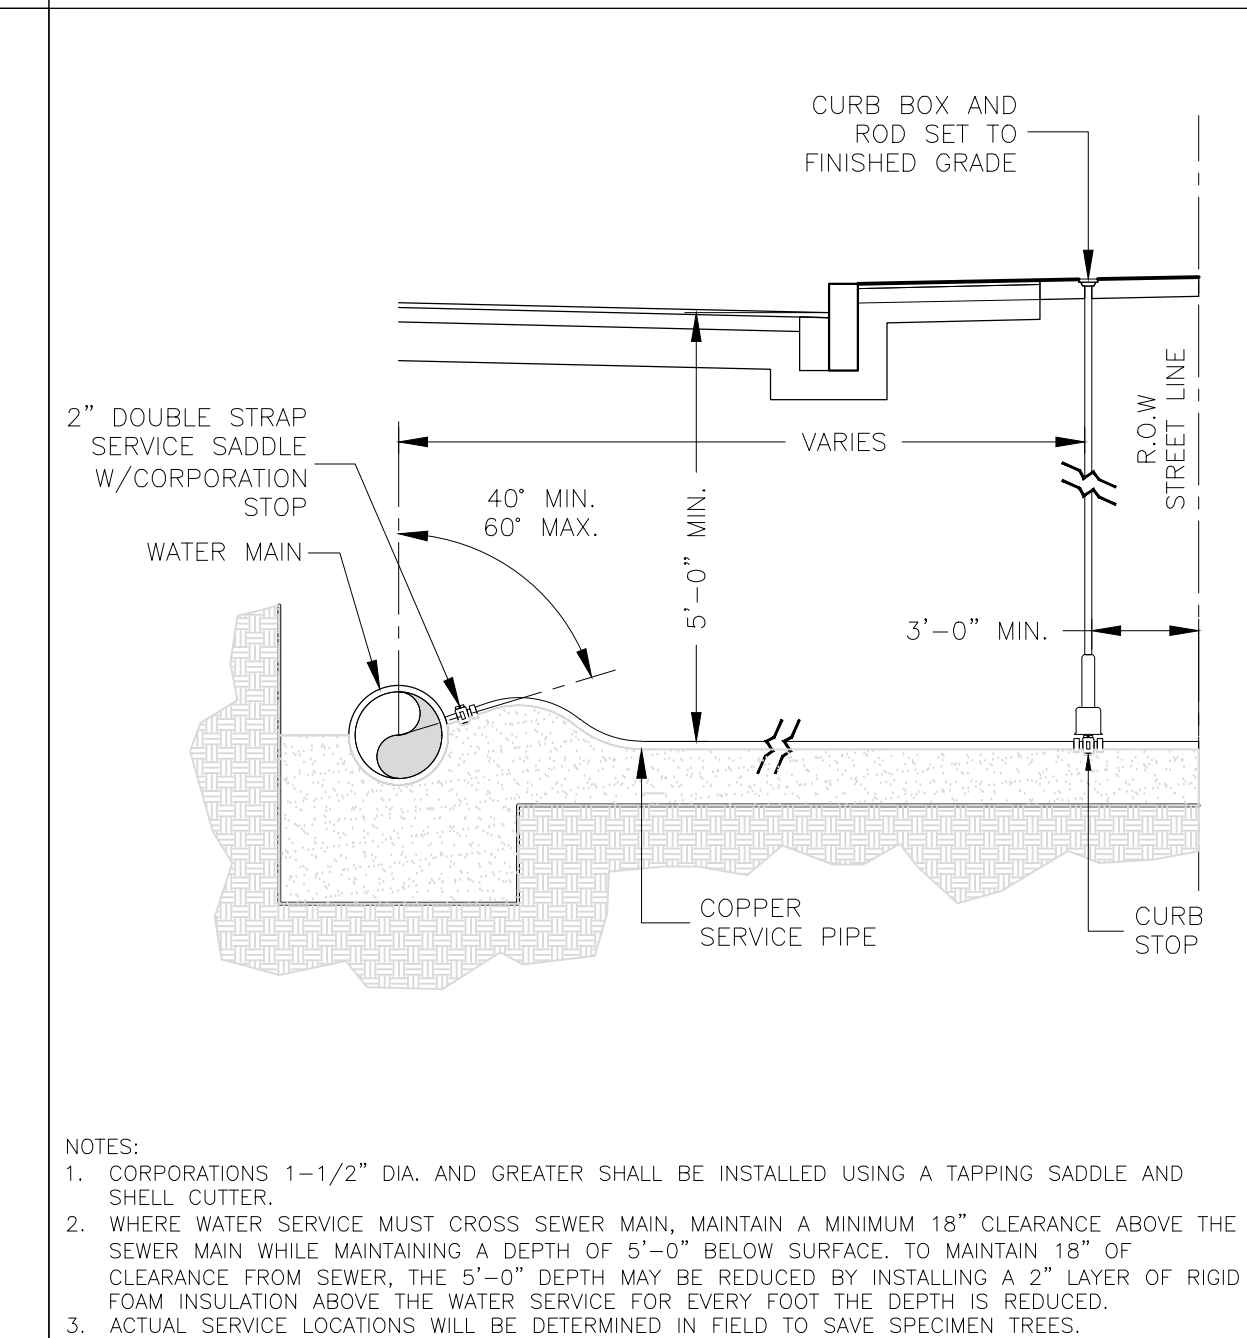 CURB BOX AND
ROD SET TO
FINISHED GRADE
R.O.W
STREET LINE
2” DOUBLE STRAP
SERVICE SADDLE
W/CORPORATION
STOP
VARIES
40° MIN.
60° MAX.
5’-0” MIN.
WATER MAIN
3’-0” MIN.
COPPER
SERVICE PIPE
CURB
STOP
NOTES:
1. CORPORATIONS 1-1/2” DIA. AND GREATER SHALL BE INSTALLED USING A TAPPING SADDLE AND
SHELL CUTTER.
2. WHERE WATER SERVICE MUST CROSS SEWER MAIN, MAINTAIN A MINIMUM 18” CLEARANCE ABOVE THE
SEWER MAIN WHILE MAINTAINING A DEPTH OF 5’-0” BELOW SURFACE. TO MAINTAIN 18” OF
CLEARANCE FROM SEWER, THE 5’-0” DEPTH MAY BE REDUCED BY INSTALLING A 2” LAYER OF RIGID
FOAM INSULATION ABOVE THE WATER SERVICE FOR EVERY FOOT THE DEPTH IS REDUCED.
3. ACTUAL SERVICE LOCATIONS WILL BE DETERMINED IN FIELD TO SAVE SPECIMEN TREES.